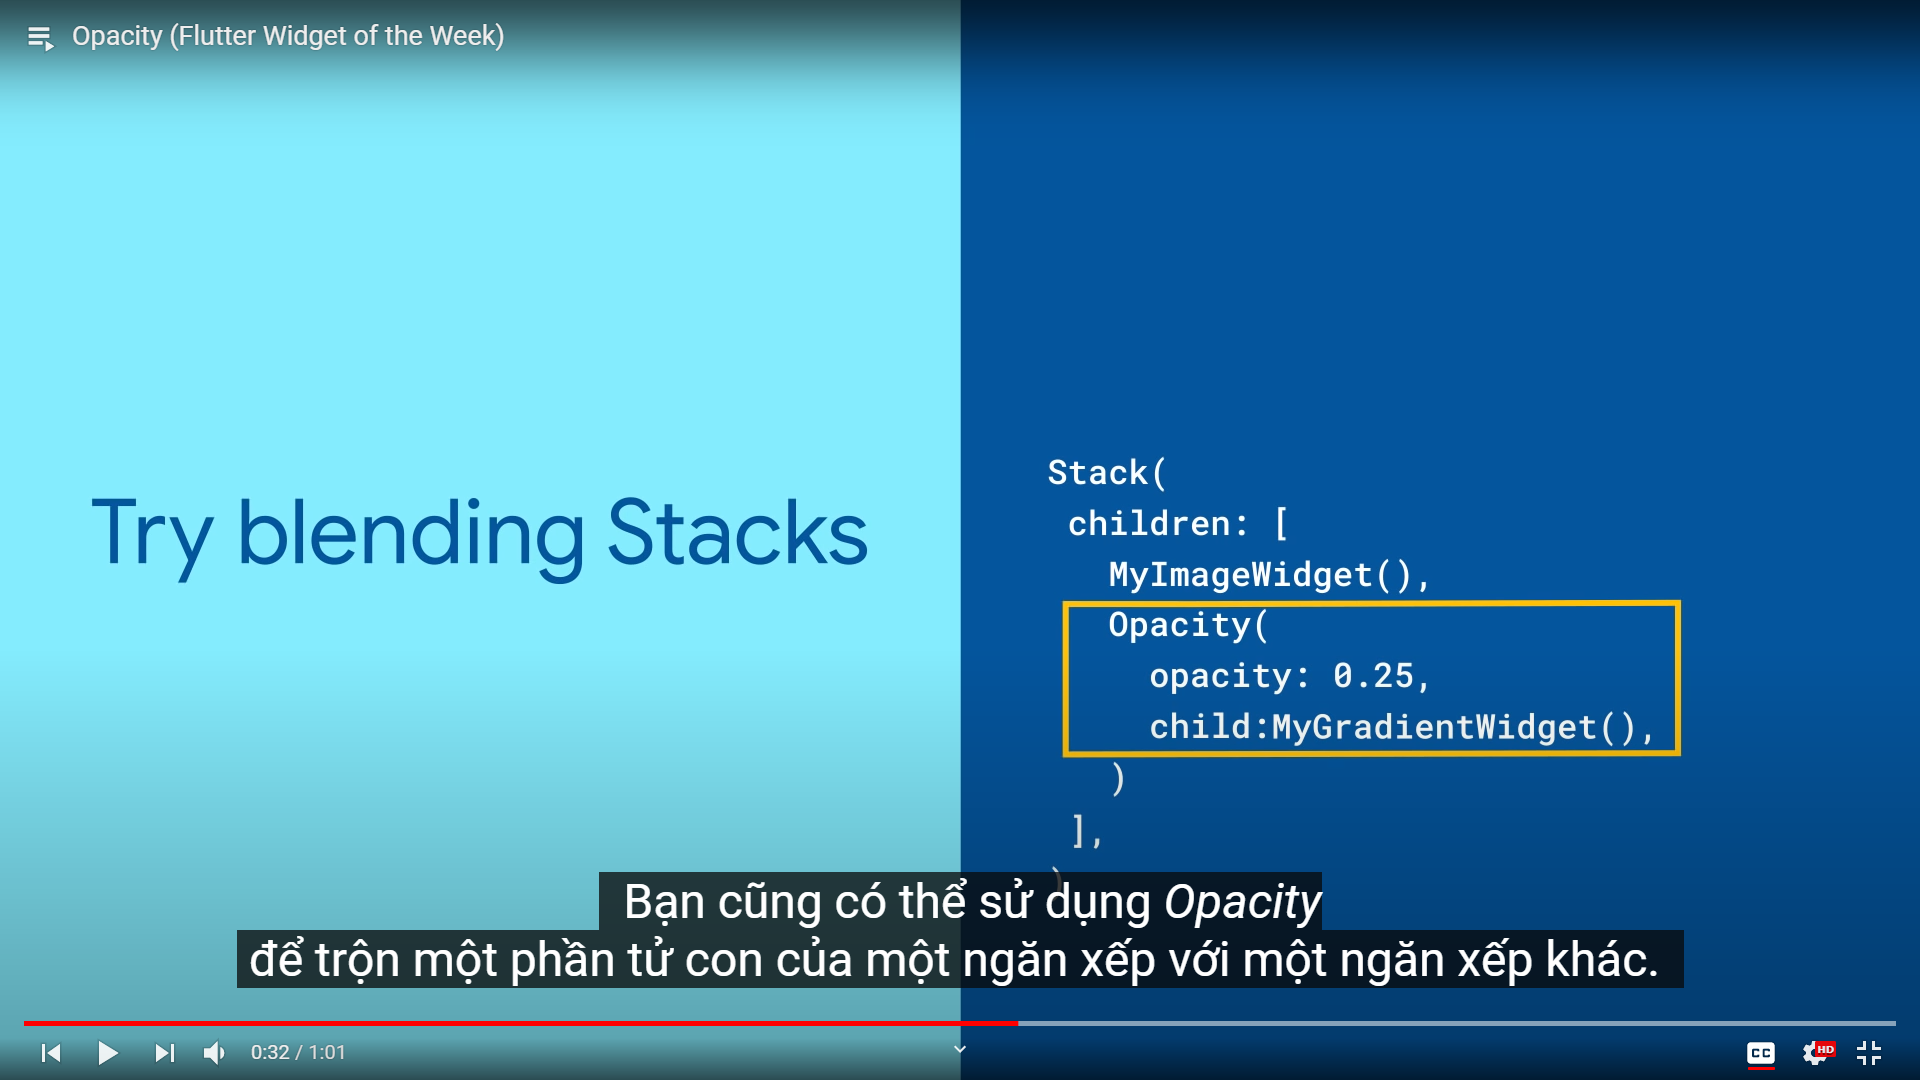 Opacity (Flutter Widget of the Week)
Try blending Stacks
Stack(
children: [
MyImageWidget(),
Opacity(
opacity: 0.25,
child:MyGradientWidget(),
)
],
)
Bạn cũng có thể sử dụng Opacity
để trộn một phần tử con của một ngăn xếp với một ngăn xếp khác.
0:32 / 1:01
CC
HD